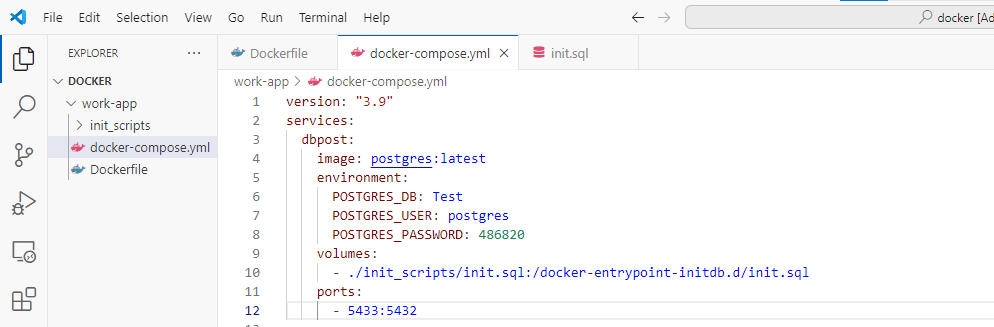 File Edit Selection View Go Run Terminal Help
docker [Ad
EXPLORER ...
DOCKER
work-app
init_scripts
docker-compose.yml
Dockerfile
Dockerfile docker-compose.yml init.sql
work-app > docker-compose.yml
1 version: "3.9"
2 services:
3 dbpost:
4 image: postgres:latest
5 environment:
6 POSTGRES_DB: Test
7 POSTGRES_USER: postgres
8 POSTGRES_PASSWORD: 486820
9 volumes:
10 - ./init_scripts/init.sql:/docker-entrypoint-initdb.d/init.sql
11 ports:
12 - 5433:5432